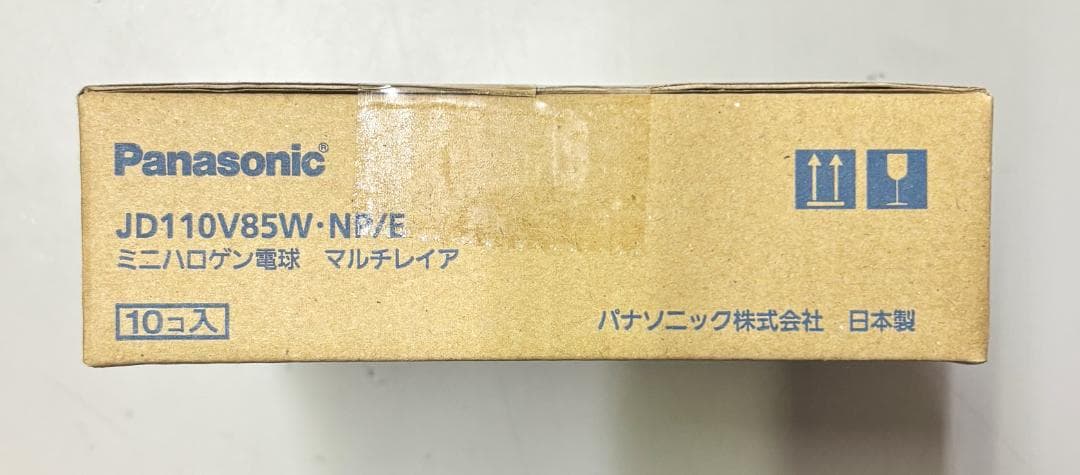 Panasonic®
JD110V85W·NP/E
ミニハロゲン電球 マルチレイア
10コ入
パナソニック株式会社 日本製